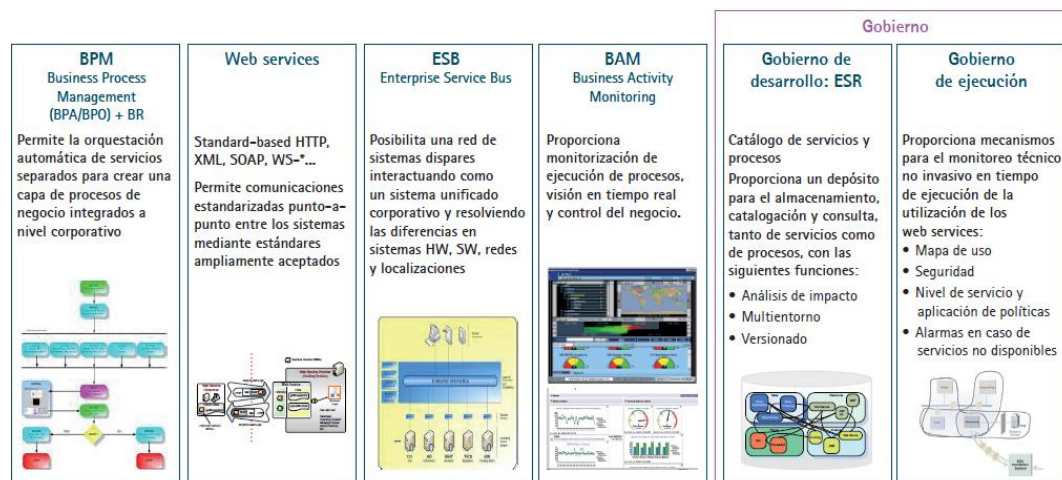 Gobierno
BPM
Business Process
Management
(BPA/BPO) + BR
Permite la orquestación
automática de servicios
separados para crear una
capa de procesos de
negocio integrados a
nivel corporativo
Web services
Standard-based HTTP,
XML, SOAP, WS-*...
Permite comunicaciones
estandarizadas punto-a-
punto entre los sistemas
mediante estándares
ampliamente aceptados
ESB
Enterprise Service Bus
Posibilita una red de
sistemas dispares
interactuando como
un sistema unificado
corporativo y resolviendo
las diferencias en
sistemas HW, SW, redes
y localizaciones
BAM
Business Activity
Monitoring
Proporciona
monitorización de
ejecución de procesos,
visión en tiempo real
y control del negocio.
Gobierno de
desarrollo: ESR
Catálogo de servicios y
procesos
Proporciona un depósito
para el almacenamiento,
catalogación y consulta,
tanto de servicios como
de procesos, con las
siguientes funciones:
• Análisis de impacto
• Multientorno
• Versionado
Gobierno
de ejecución
Proporciona mecanismos
para el monitoreo técnico
no invasivo en tiempo
de ejecución de la
utilización de los
web services:
• Mapa de uso
• Seguridad
• Nivel de servicio y
aplicación de políticas
• Alarmas en caso de
servicios no disponibles